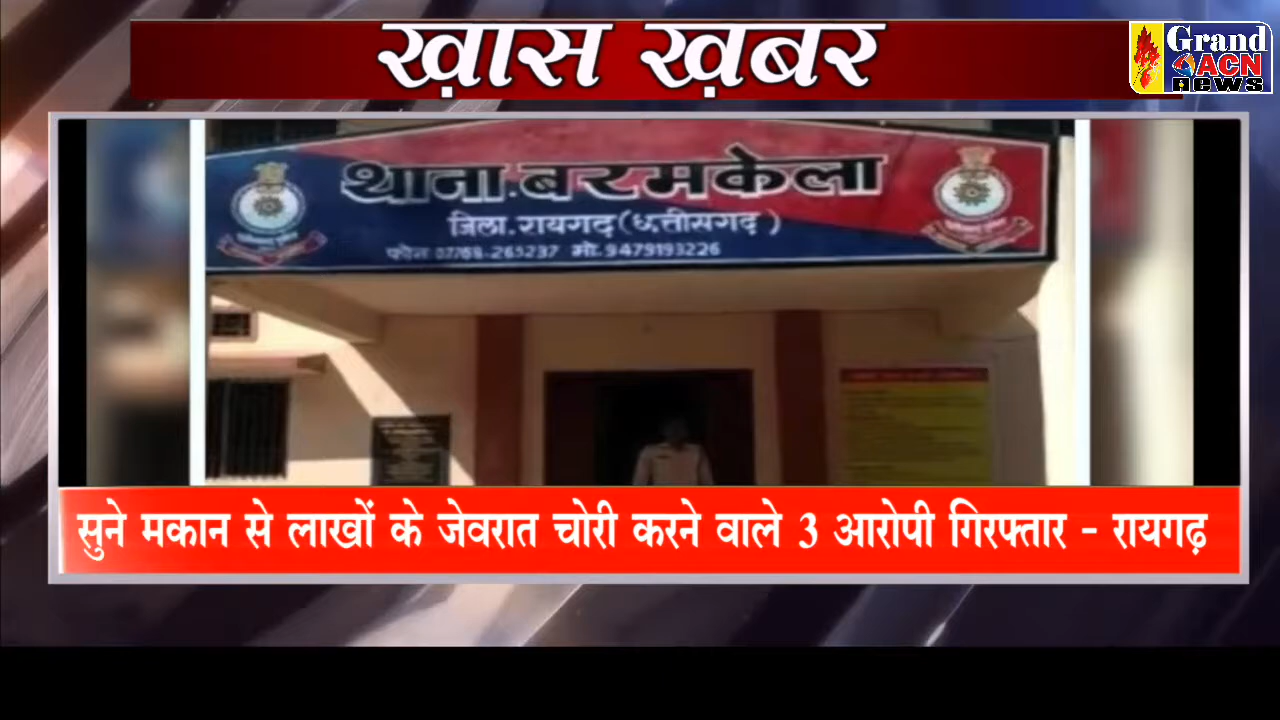 ख़ास ख़बर
Grand
ACN
news
थाना.बरमकेला
जिला.रायगढ़(छत्तीसगढ़)
फोन 07768-265237 मो.9479193226
सुने मकान से लाखों के जेवरात चोरी करने वाले 3 आरोपी गिरफ्तार - रायगढ़